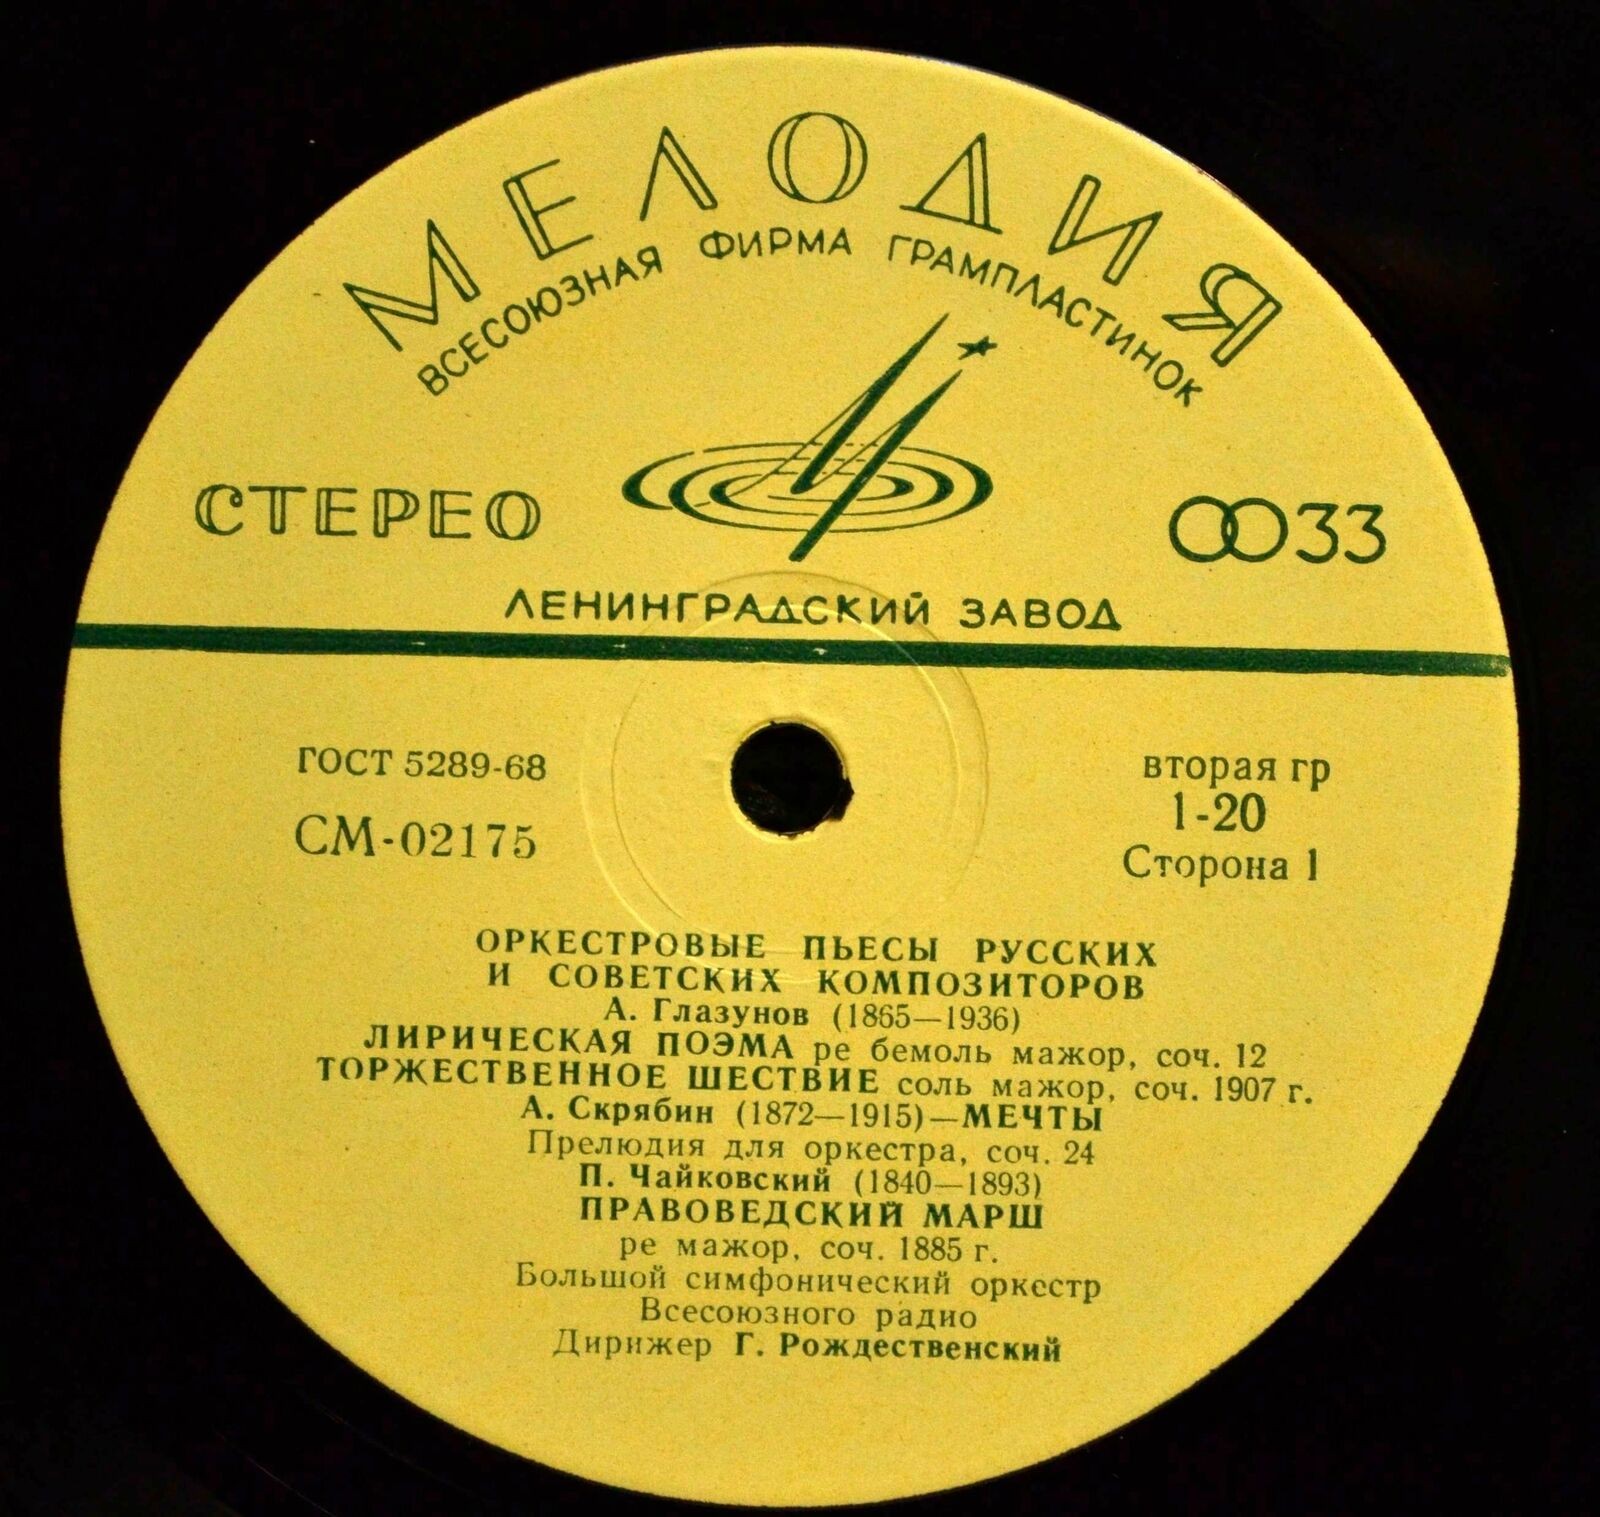 МЕЛОДИЯ
ВСЕСОЮЗНАЯ ФИРМА ГРАМПЛАСТИНОК
СТЕРЕО
33
ЛЕНИНГРАДСКИЙ ЗАВОД
ГОСТ 5289-68
СМ-02175
вторая гр
1-20
Сторона 1
ОРКЕСТРОВЫЕ ПЬЕСЫ РУССКИХ
И СОВЕТСКИХ КОМПОЗИТОРОВ
А. Глазунов (1865—1936)
ЛИРИЧЕСКАЯ ПОЭМА ре бемоль мажор, соч. 12
ТОРЖЕСТВЕННОЕ ШЕСТВИЕ соль мажор, соч. 1907 г.
А. Скрябин (1872—1915)—МЕЧТЫ
Прелюдия для оркестра, соч. 24
П. Чайковский (1840—1893)
ПРАВОВЕДСКИЙ МАРШ
ре мажор, соч. 1885 г.
Большой симфонический оркестр
Всесоюзного радио
Дирижер Г. Рождественский